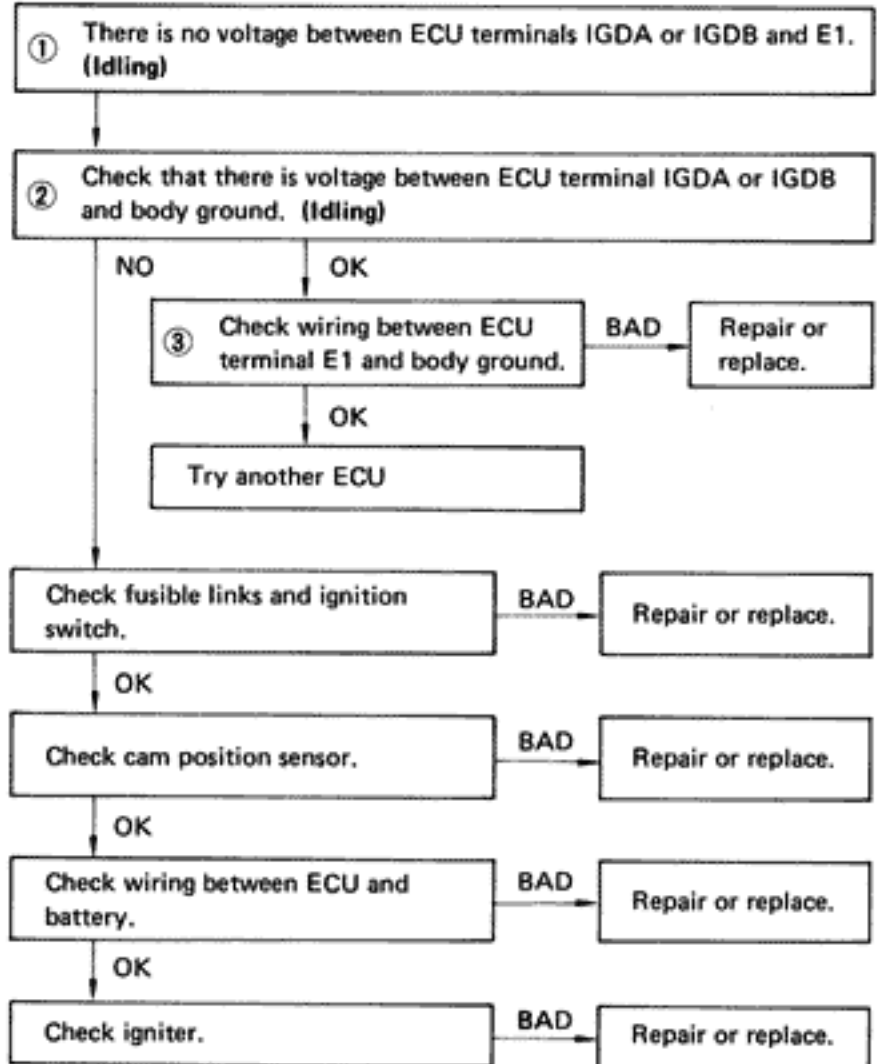 ① There is no voltage between ECU terminals IGDA or IGDB and E1.
(Idling)
② Check that there is voltage between ECU terminal IGDA or IGDB
and body ground. (Idling)
NO
OK
③ Check wiring between ECU
terminal E1 and body ground.
BAD
Repair or
replace.
OK
Try another ECU
Check fusible links and ignition
switch.
BAD
Repair or replace.
OK
Check cam position sensor.
BAD
Repair or replace.
OK
Check wiring between ECU and
battery.
BAD
Repair or replace.
OK
Check igniter.
BAD
Repair or replace.